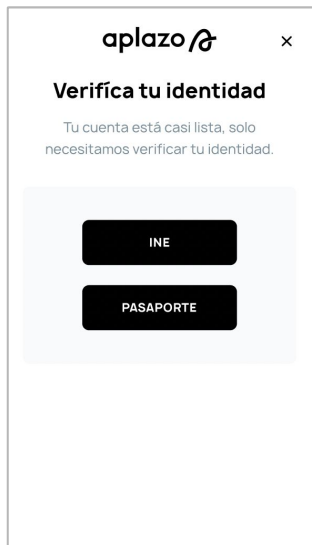 aplazo
×
Verifíca tu identidad
Tu cuenta está casi lista, solo
necesitamos verificar tu identidad.
INE
PASAPORTE